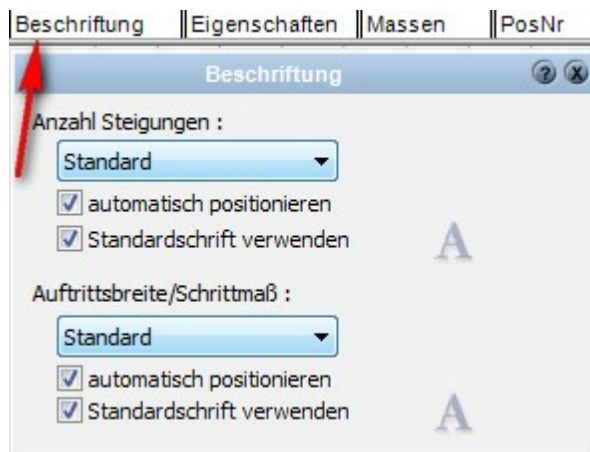 Beschriftung Eigenschaften Massen PosNr
Beschriftung
Anzahl Steigungen :
Standard
automatisch positionieren
Standardschrift verwenden
A
Auftrittsbreite/Schrittmaß :
Standard
automatisch positionieren
Standardschrift verwenden
A